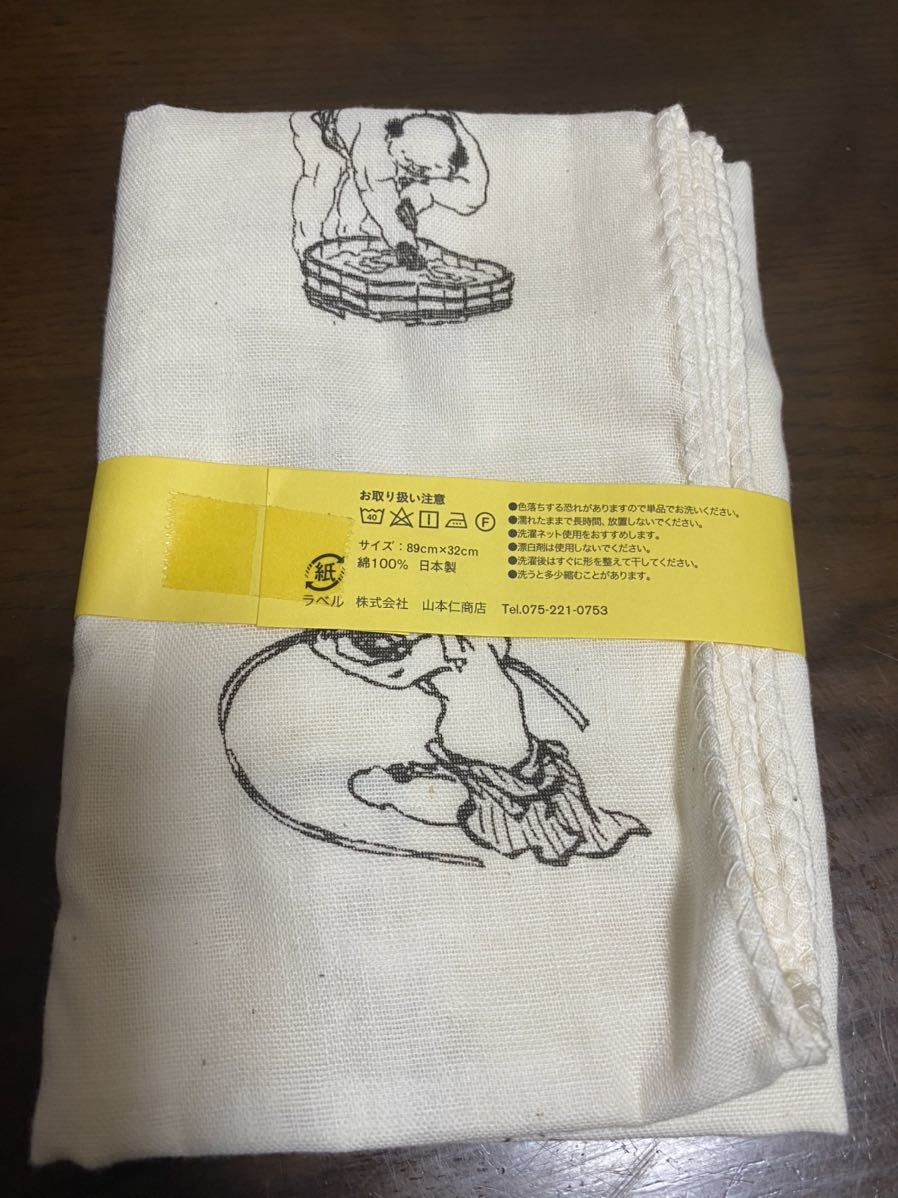 お取り扱い注意
40 F
サイズ：89cm×32cm
綿100% 日本製
紙
ラベル 株式会社 山本仁商店 Tel.075-221-0753
●色落ちする恐れがありますので単品でお洗いください。
●濡れたままで長時間、放置しないでください。
●洗濯ネット使用をおすすめします。
●漂白剤は使用しないでください。
●洗濯後はすぐに形を整えて干してください。
●洗うと多少縮むことがあります。